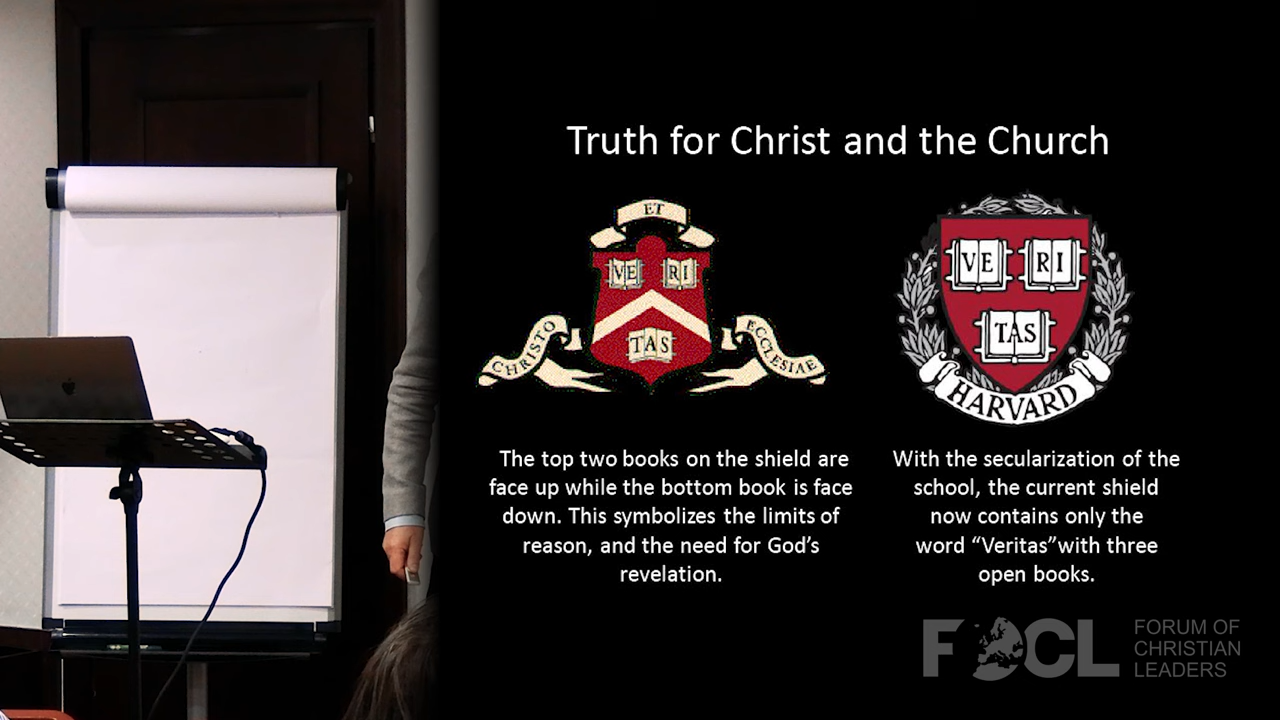 Truth for Christ and the Church
ET
VE RI
TAS
CHRISTO
ECCLESIAE
The top two books on the shield are
face up while the bottom book is face
down. This symbolizes the limits of
reason, and the need for God’s
revelation.
VE RI
TAS
HARVARD
With the secularization of the
school, the current shield
now contains only the
word “Veritas”with three
open books.
FOCL
FORUM OF
CHRISTIAN
LEADERS